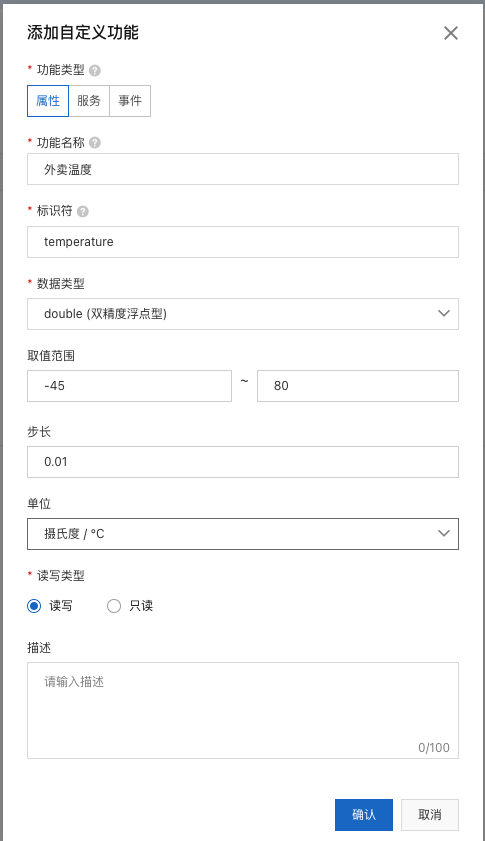 添加自定义功能
* 功能类型 ?
属性 服务 事件
* 功能名称 ?
外卖温度
* 标识符 ?
temperature
* 数据类型
double (双精度浮点型)
取值范围
-45 ~ 80
步长
0.01
单位
摄氏度 / °C
* 读写类型
读写 只读
描述
请输入描述
0/100
确认 取消